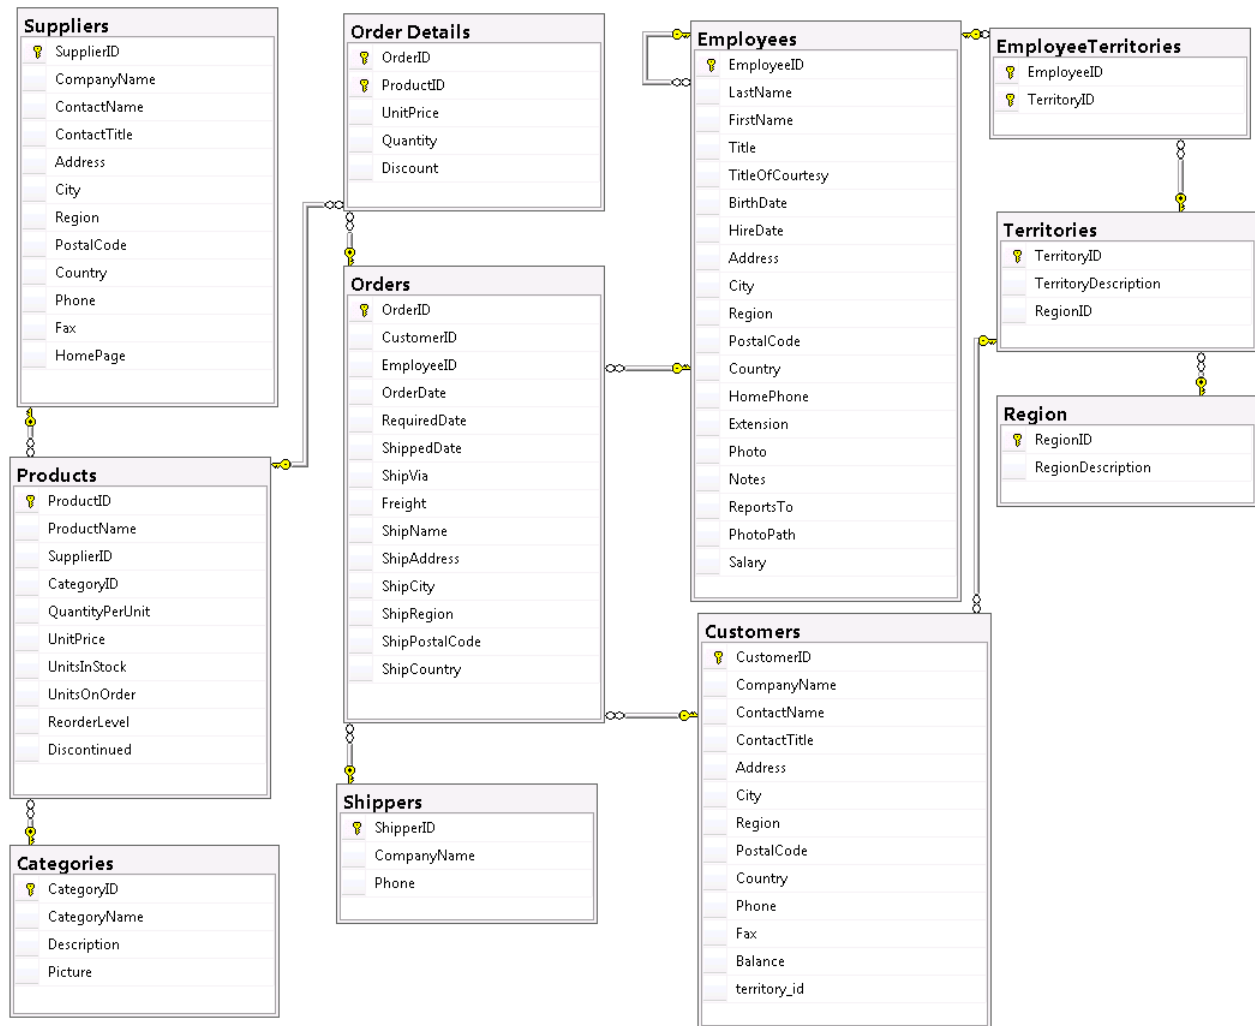 Suppliers
SupplierID
CompanyName
ContactName
ContactTitle
Address
City
Region
PostalCode
Country
Phone
Fax
HomePage
Products
ProductID
ProductName
SupplierID
CategoryID
QuantityPerUnit
UnitPrice
UnitsInStock
UnitsOnOrder
ReorderLevel
Discontinued
Categories
CategoryID
CategoryName
Description
Picture
Order Details
OrderID
ProductID
UnitPrice
Quantity
Discount
Orders
OrderID
CustomerID
EmployeeID
OrderDate
RequiredDate
ShippedDate
ShipVia
Freight
ShipName
ShipAddress
ShipCity
ShipRegion
ShipPostalCode
ShipCountry
Shippers
ShipperID
CompanyName
Phone
Employees
EmployeeID
LastName
FirstName
Title
TitleOfCourtesy
BirthDate
HireDate
Address
City
Region
PostalCode
Country
HomePhone
Extension
Photo
Notes
ReportsTo
PhotoPath
Salary
Customers
CustomerID
CompanyName
ContactName
ContactTitle
Address
City
Region
PostalCode
Country
Phone
Fax
Balance
territory_id
EmployeeTerritories
EmployeeID
TerritoryID
Territories
TerritoryID
TerritoryDescription
RegionID
Region
RegionID
RegionDescription